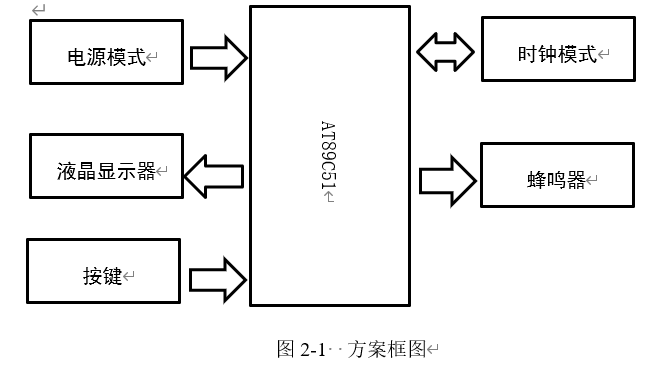 电源模式
时钟模式
AT89C51
液晶显示器
蜂鸣器
按键
图 2-1 方案框图